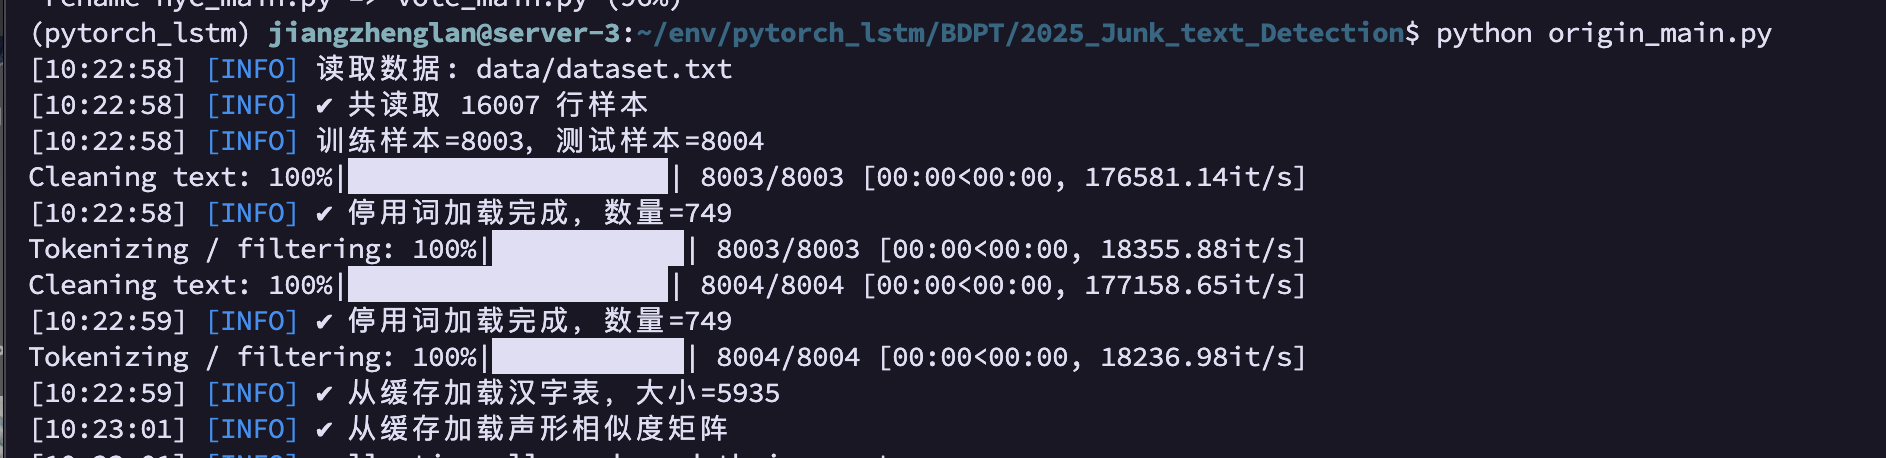 rename nyc_main.py => vote_main.py (96%)
(pytorch_lstm) jiangzhenglan@server-3:~/env/pytorch_lstm/BDPT/2025_Junk_text_Detection$ python origin_main.py
[10:22:58] [INFO] 读取数据: data/dataset.txt
[10:22:58] [INFO] ✔ 共读取 16007 行样本
[10:22:58] [INFO] 训练样本=8003, 测试样本=8004
Cleaning text: 100%|██████████| 8003/8003 [00:00<00:00, 176581.14it/s]
[10:22:58] [INFO] ✔ 停用词加载完成, 数量=749
Tokenizing / filtering: 100%|██████| 8003/8003 [00:00<00:00, 18355.88it/s]
Cleaning text: 100%|██████████| 8004/8004 [00:00<00:00, 177158.65it/s]
[10:22:59] [INFO] ✔ 停用词加载完成, 数量=749
Tokenizing / filtering: 100%|██████| 8004/8004 [00:00<00:00, 18236.98it/s]
[10:22:59] [INFO] ✔ 从缓存加载汉字表, 大小=5935
[10:23:01] [INFO] ✔ 从缓存加载声形相似度矩阵